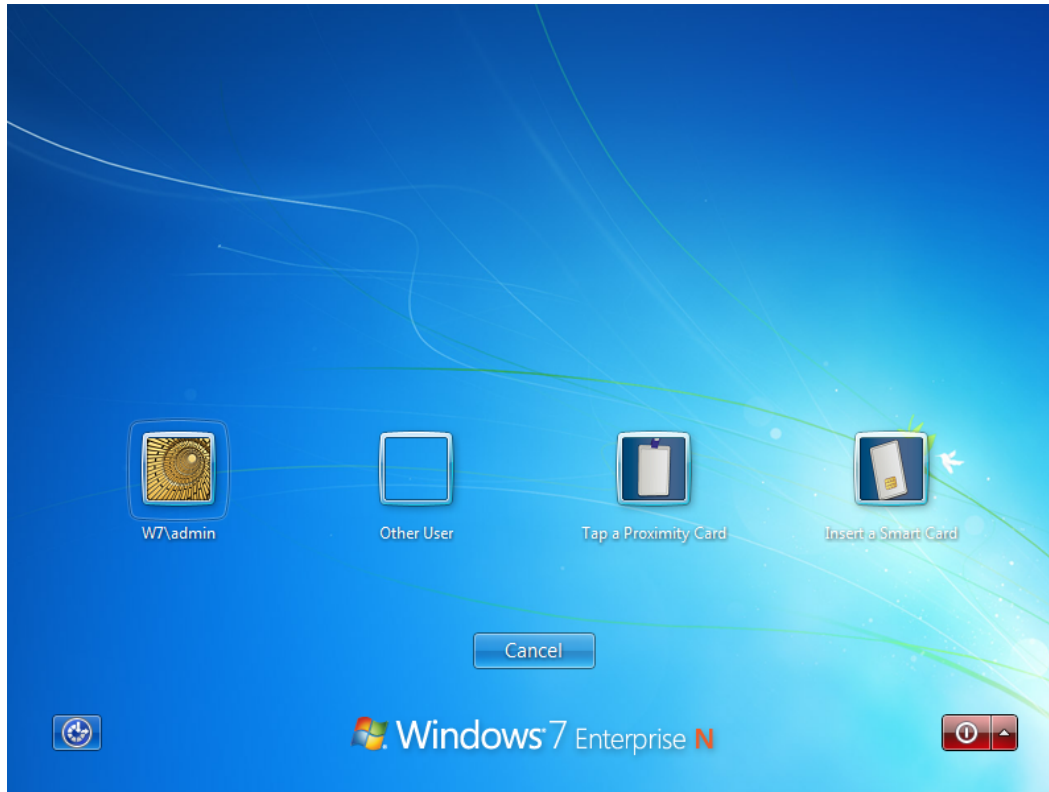 W7\admin
Other User
Tap a Proximity Card
Insert a Smart Card
Cancel
Windows 7 Enterprise N